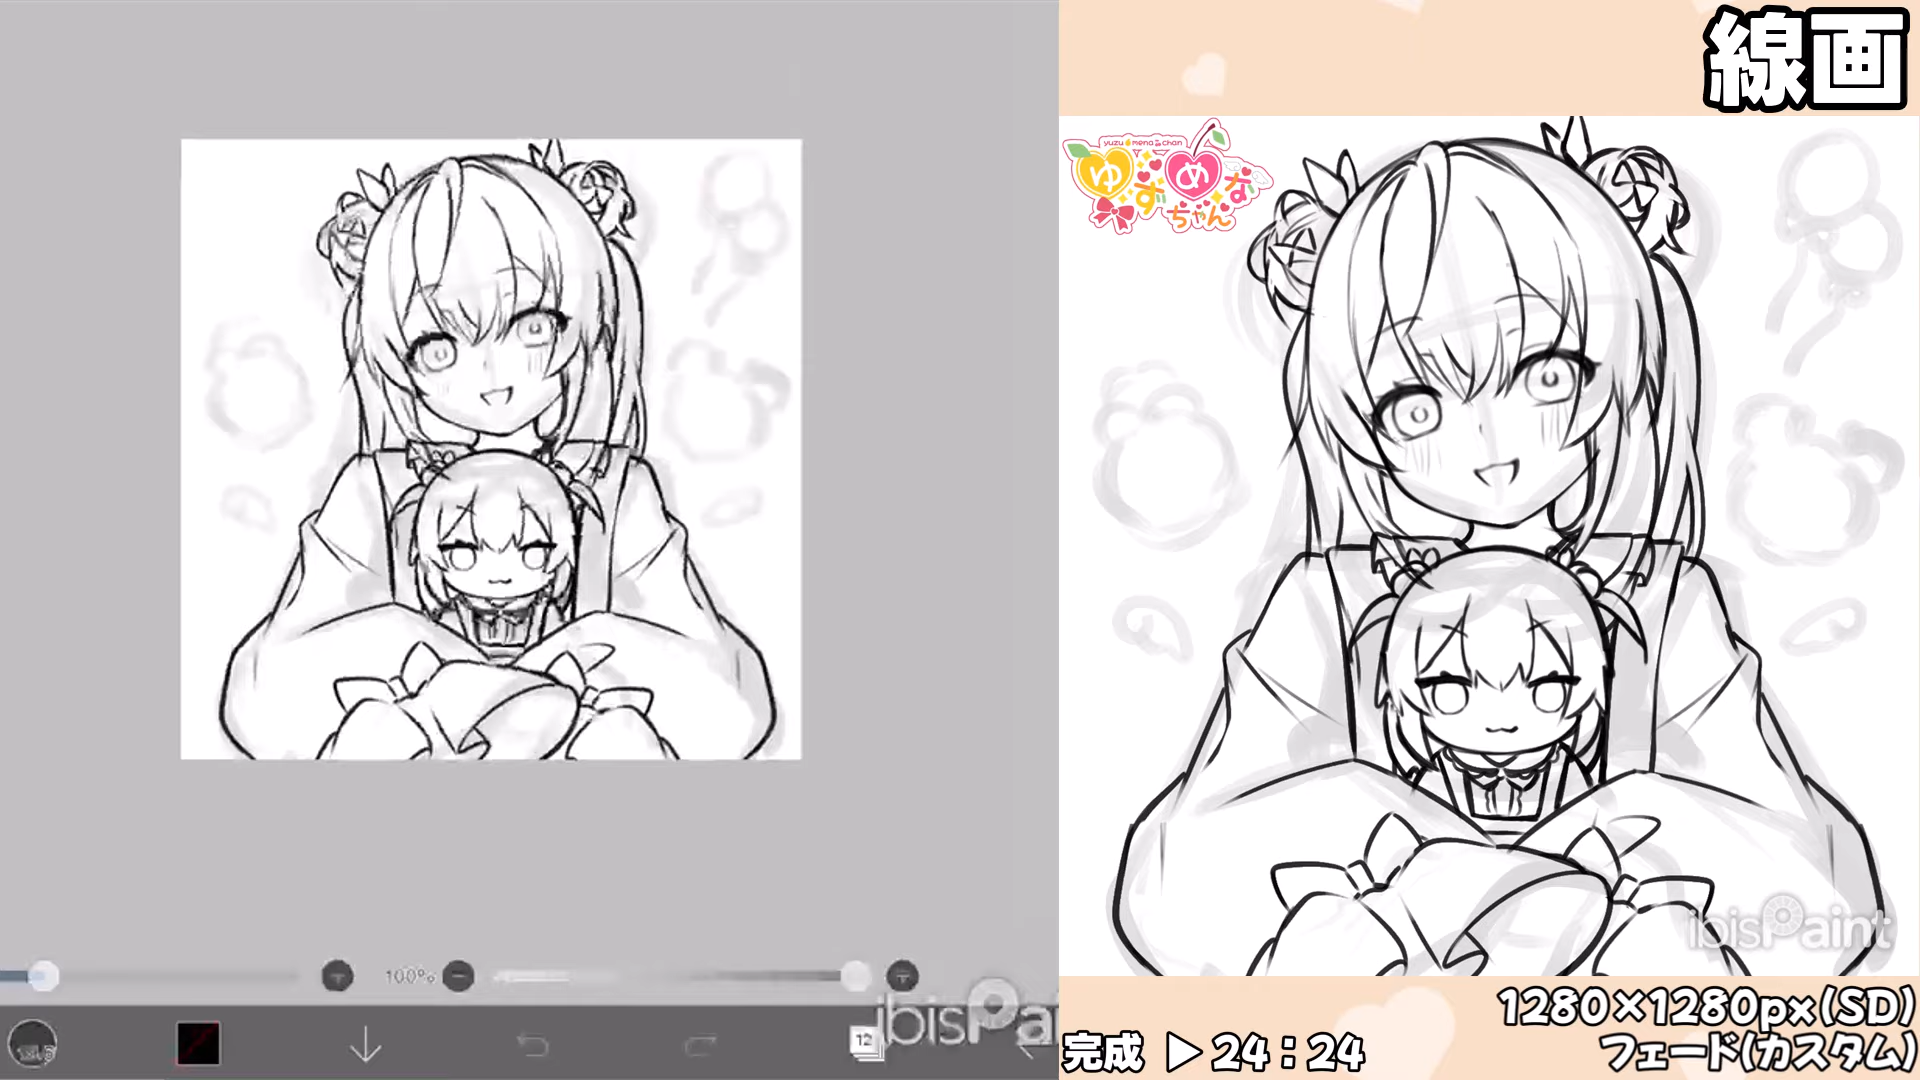 線画
yuzu mena chan
ゆずめな
ちゃん
100%
12
ibisPa
ibisPaint
1280×1280px(SD)
完成 ▶ 24：24
フェード(カスタム)